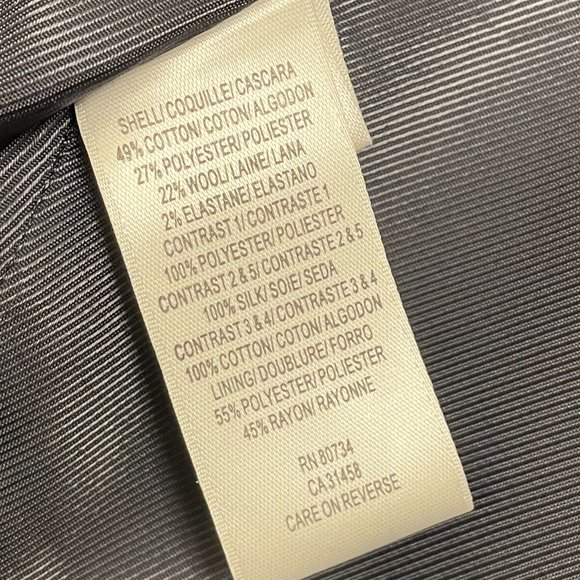 SHELL/ COQUILLE/ CASCARA
49% COTTON/ COTON/ ALGODON
27% POLYESTER/ POLIESTER
22% WOOL/ LAINE/ LANA
2% ELASTANE/ ELASTANO
CONTRAST 1/ CONTRASTE 1
100% POLYESTER/ POLIESTER
CONTRAST 2 & 5/ CONTRASTE 2 & 5
100% SILK/ SOIE/ SEDA
CONTRAST 3 & 4/ CONTRASTE 3 & 4
100% COTTON/ COTON/ ALGODON
LINING/ DOUBLURE/ FORRO
55% POLYESTER/ POLIESTER
45% RAYON/ RAYONNE
RN 80734
CA 31458
CARE ON REVERSE